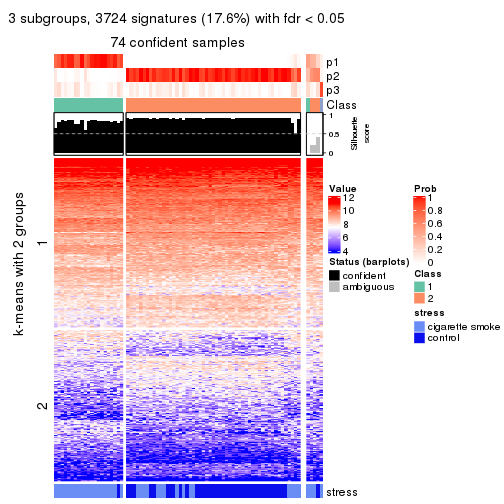 3 subgroups, 3724 signatures (17.6%) with fdr < 0.05
74 confident samples
p1
p2
p3
Class
1
0.5
0
Silhouette
score
k-means with 2 groups
1
2
stress
Value
12
10
8
6
4
Status (barplots)
confident
ambiguous
Prob
1
0.8
0.6
0.4
0.2
0
Class
1
2
stress
cigarette smoke
control